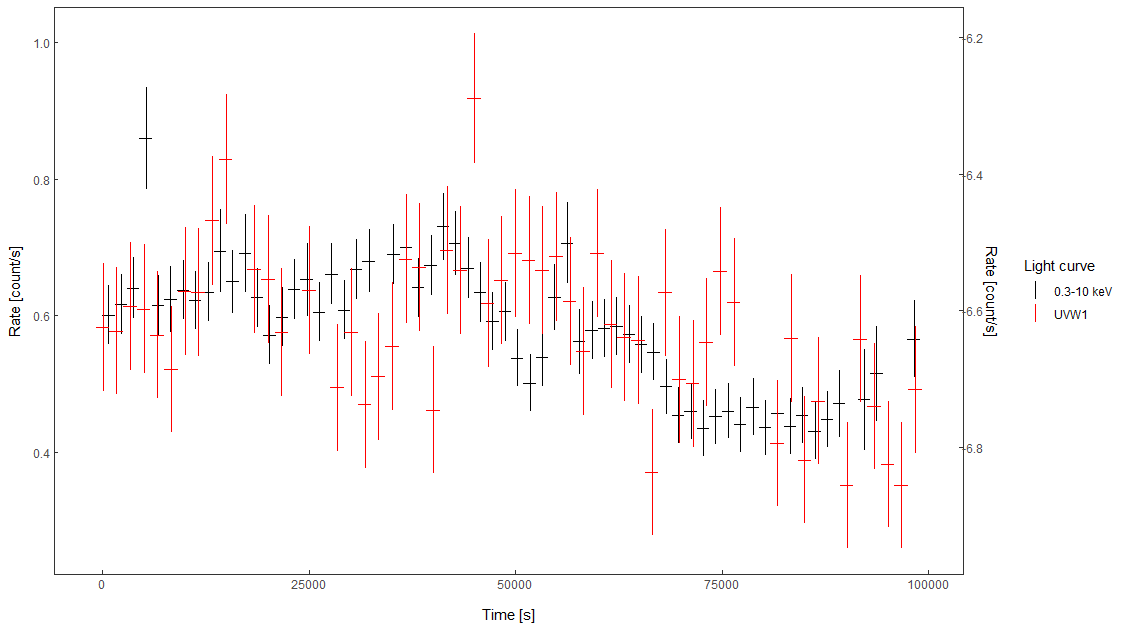 Rate [count/s]
1.0
0.8
0.6
0.4
0
25000
50000
75000
100000
Time [s]
6.2
6.4
6.6
6.8
Rate [count/s]
Light curve
0.3-10 keV
UVW1